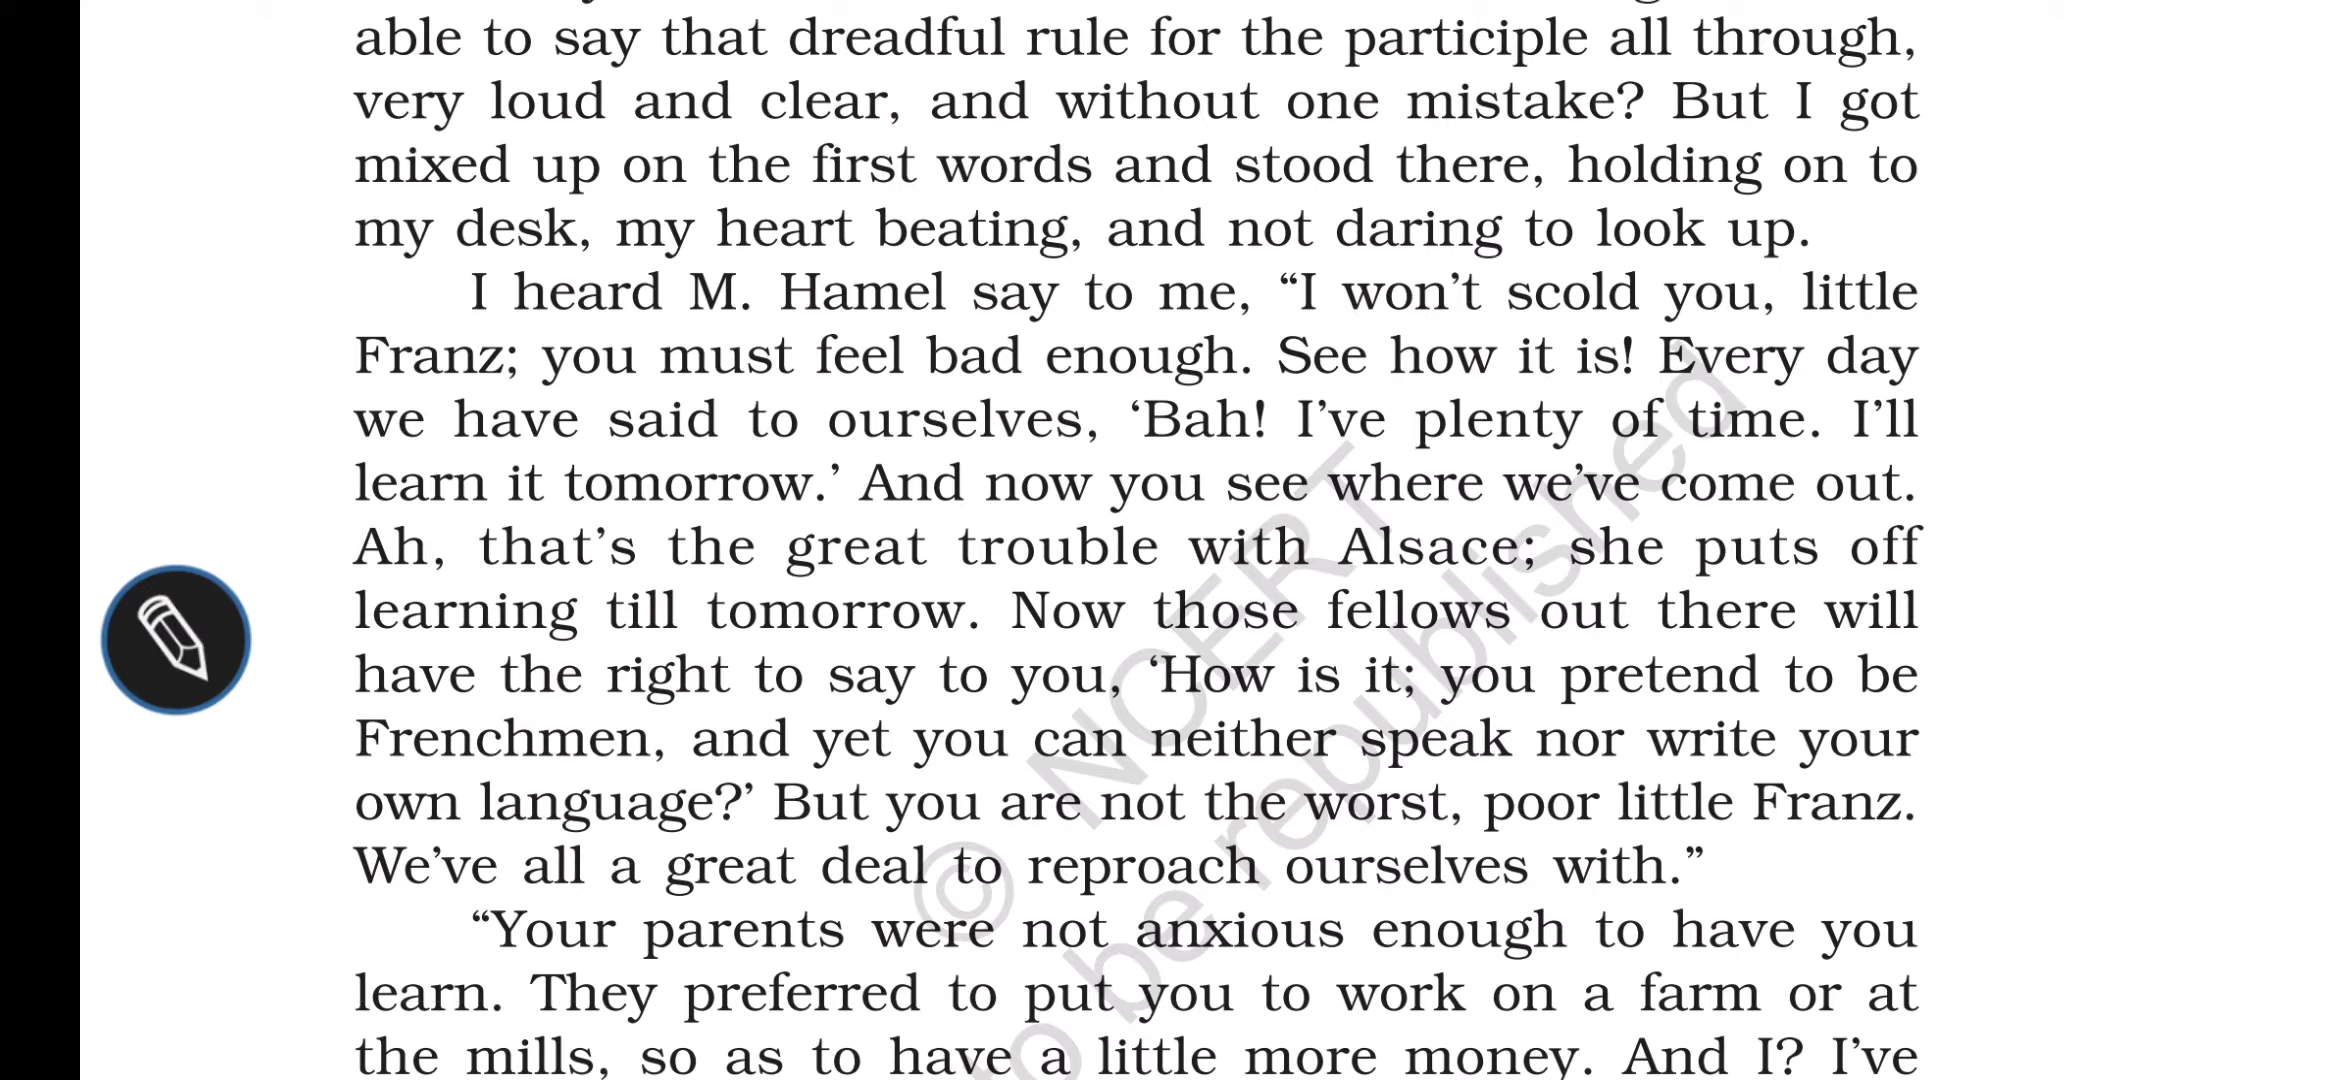 able to say that dreadful rule for the participle all through,
very loud and clear, and without one mistake? But I got
mixed up on the first words and stood there, holding on to
my desk, my heart beating, and not daring to look up.
I heard M. Hamel say to me, “I won’t scold you, little
Franz; you must feel bad enough. See how it is! Every day
we have said to ourselves, ‘Bah! I’ve plenty of time. I’ll
learn it tomorrow.’ And now you see where we’ve come out.
Ah, that’s the great trouble with Alsace; she puts off
learning till tomorrow. Now those fellows out there will
have the right to say to you, ‘How is it; you pretend to be
Frenchmen, and yet you can neither speak nor write your
own language?’ But you are not the worst, poor little Franz.
We’ve all a great deal to reproach ourselves with.”
“Your parents were not anxious enough to have you
learn. They preferred to put you to work on a farm or at
the mills, so as to have a little more money. And I? I’ve
© NCERT
to be republished